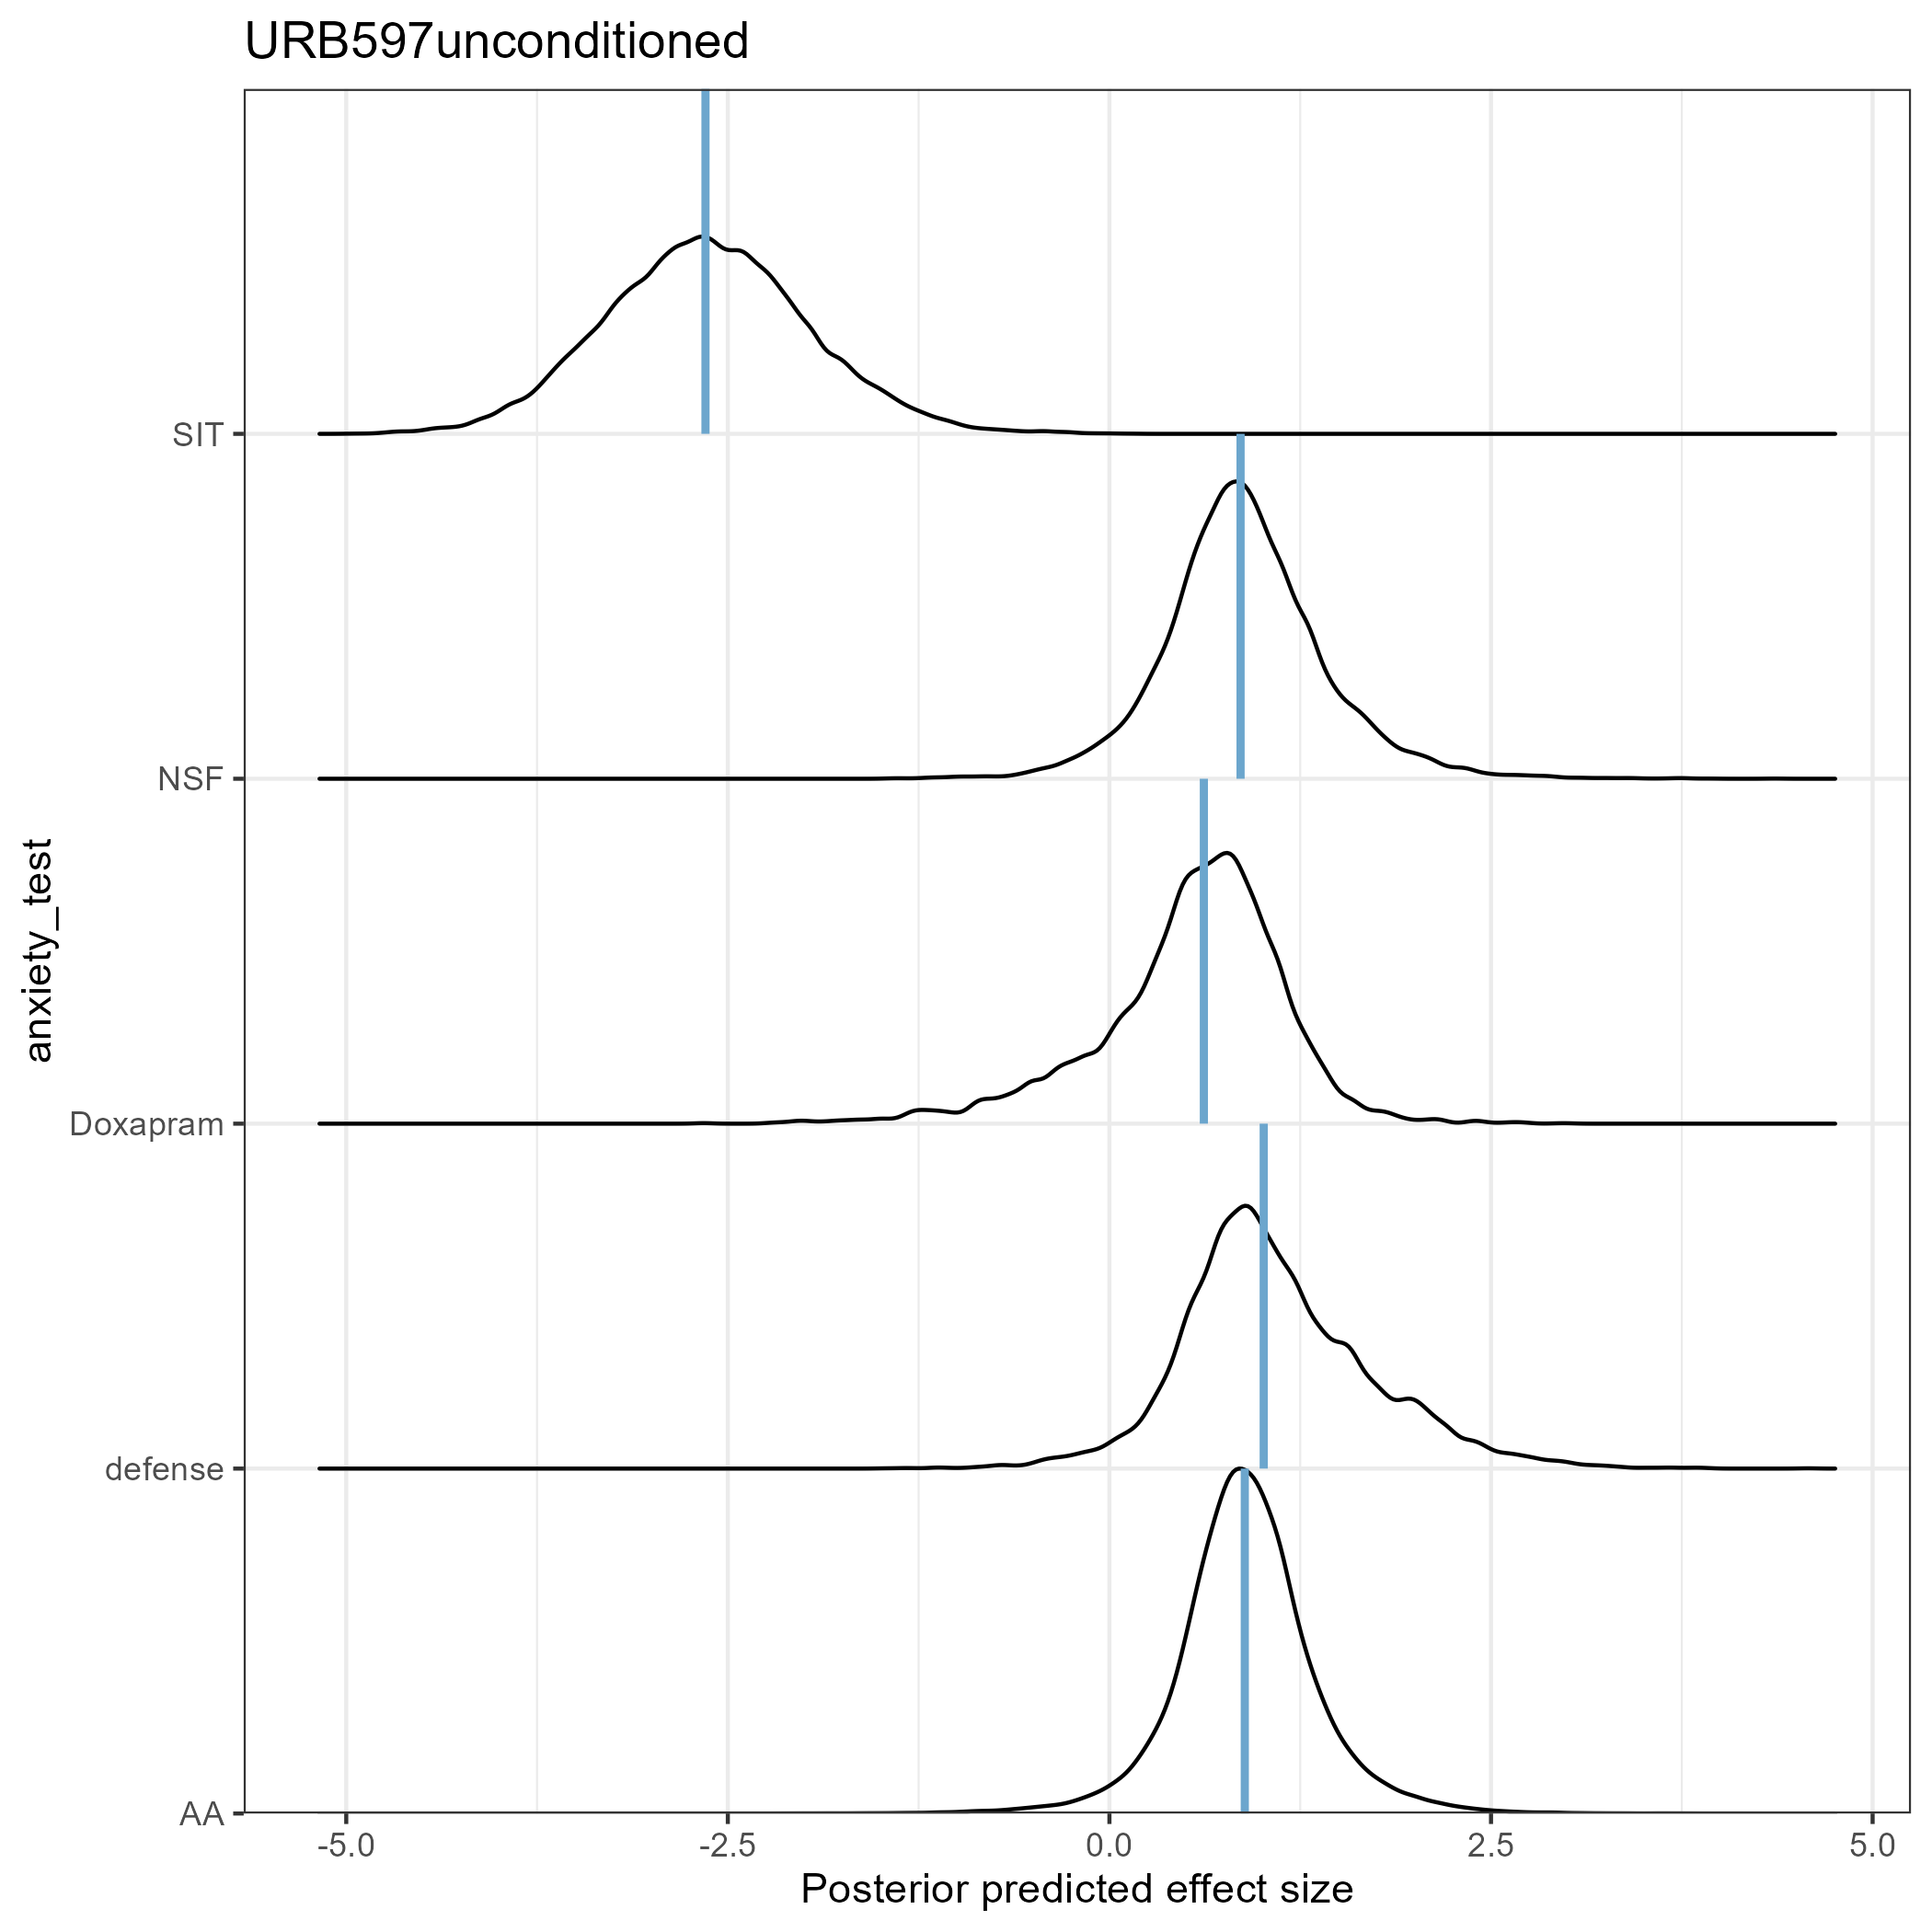 URB597unconditioned
anxiety_test
SIT
NSF
Doxapram
defense
AA
-5.0 -2.5 0.0 2.5 5.0
Posterior predicted effect size